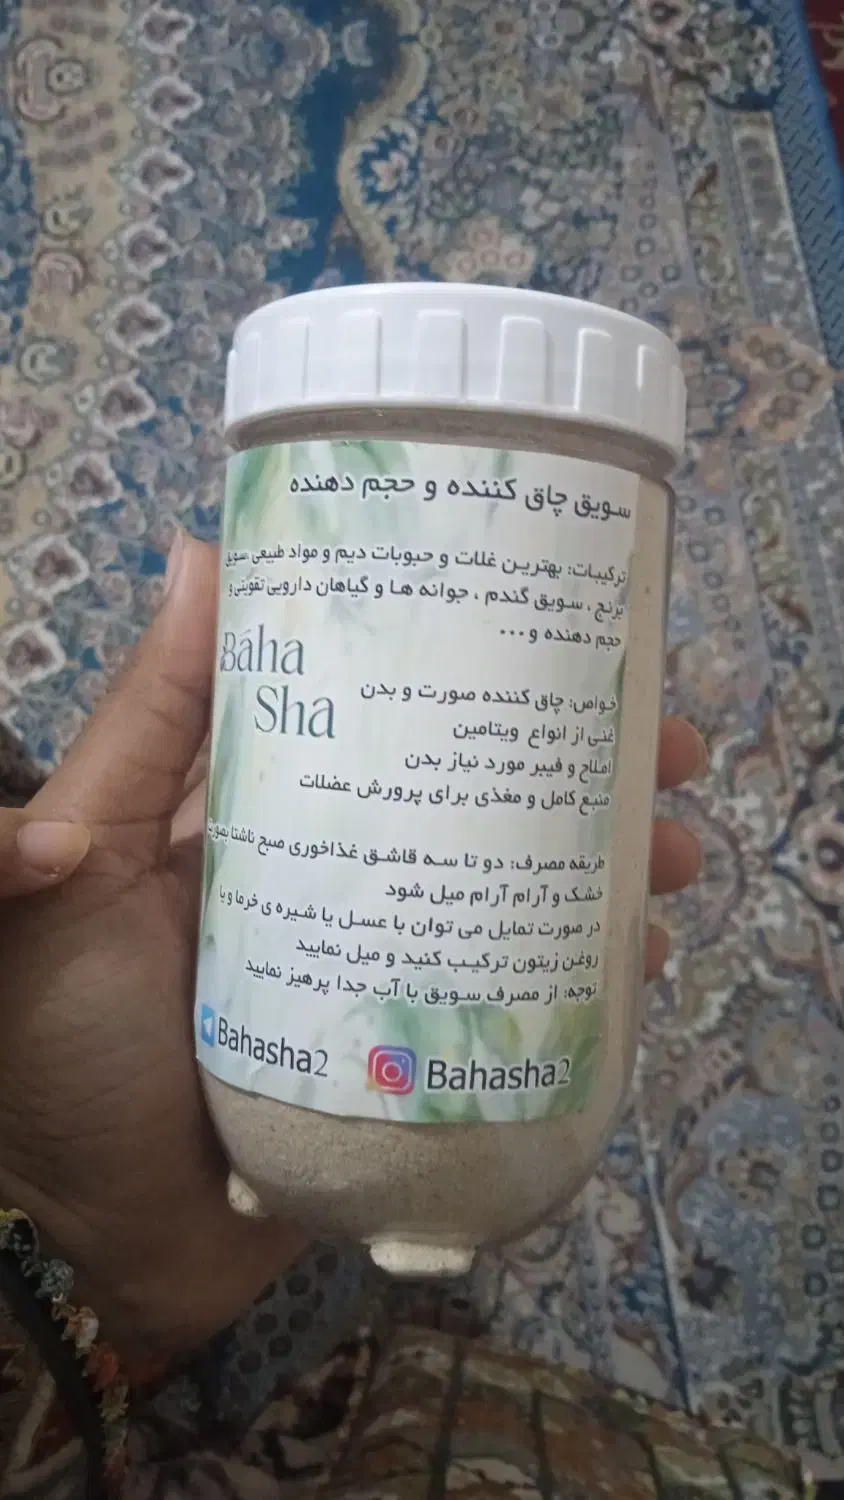 سویق چاق کننده و حجم دهنده
ترکیبات: بهترین غلات و حبوبات دیم و مواد طبیعی ،سویق
برنج ، سویق گندم ، جوانه ها و گیاهان دارویی تقویتی و
حجم دهنده و...
Baha
Sha
خواص: چاق کننده صورت و بدن
غنی از انواع ویتامین
املاح و فیبر مورد نیاز بدن
منبع کامل و مغذی برای پرورش عضلات
طریقه مصرف: دو تا سه قاشق غذاخوری صبح ناشتا بصورت
خشک و آرام آرام میل شود
در صورت تمایل می توان با عسل یا شیره ی خرما و یا
روغن زیتون ترکیب کنید و میل نمایید
توجه: از مصرف سویق با آب جدا پرهیز نمایید
Bahasha2
Bahasha2